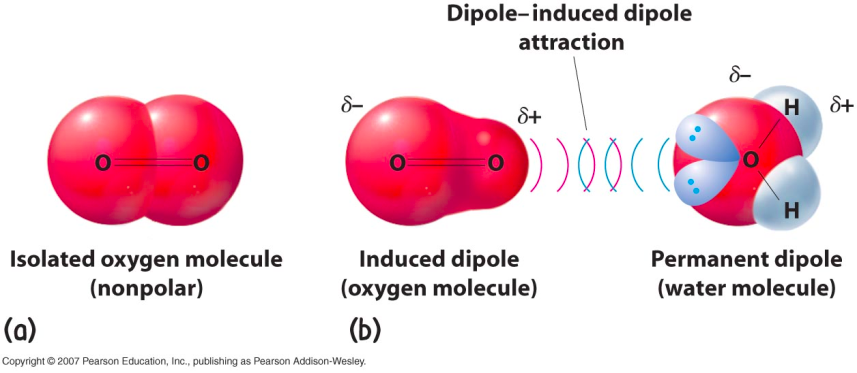 Dipole–induced dipole
attraction
δ–
δ+
δ–
δ+
O
O
O
O
O
H
H
Isolated oxygen molecule
(nonpolar)
Induced dipole
(oxygen molecule)
Permanent dipole
(water molecule)
(a)
(b)
Copyright © 2007 Pearson Education, Inc., publishing as Pearson Addison-Wesley.